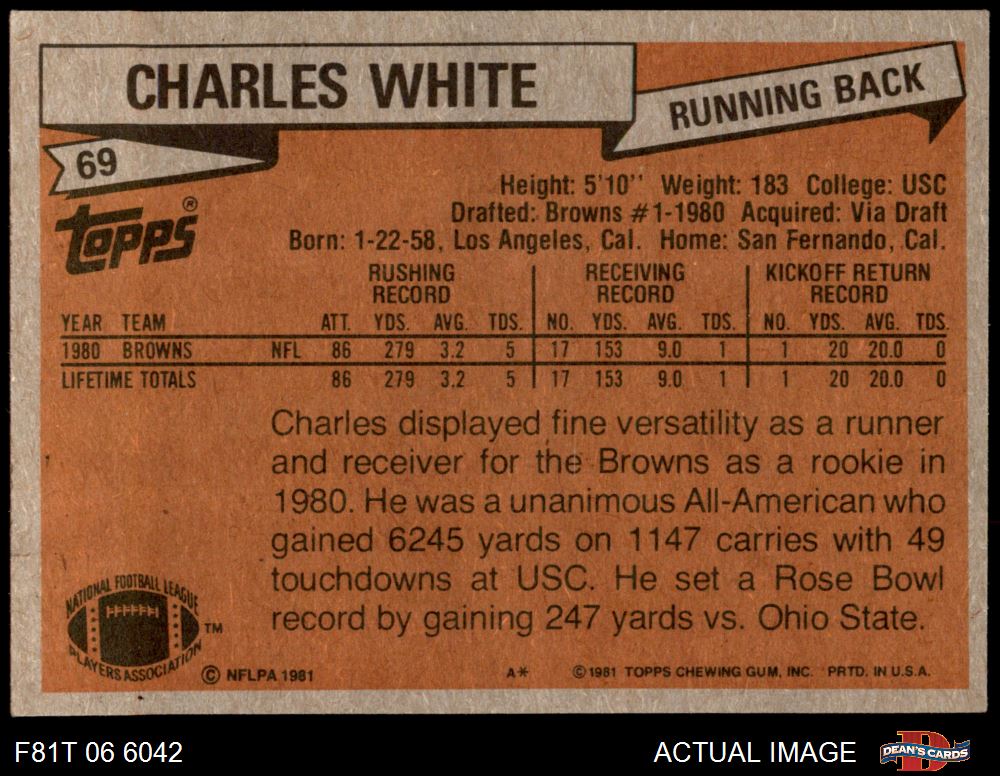 CHARLES WHITE
RUNNING BACK
69
Topps®
Height: 5'10'' Weight: 183 College: USC
Drafted: Browns #1-1980 Acquired: Via Draft
Born: 1-22-58, Los Angeles, Cal. Home: San Fernando, Cal.
RUSHING RECORD RECEIVING RECORD KICKOFF RETURN RECORD
YEAR TEAM ATT. YDS. AVG. TDS. NO. YDS. AVG. TDS. NO. YDS. AVG. TDS.
1980 BROWNS NFL 86 279 3.2 5 17 153 9.0 1 1 20 20.0 0
LIFETIME TOTALS 86 279 3.2 5 17 153 9.0 1 1 20 20.0 0
Charles displayed fine versatility as a runner
and receiver for the Browns as a rookie in
1980. He was a unanimous All-American who
gained 6245 yards on 1147 carries with 49
touchdowns at USC. He set a Rose Bowl
record by gaining 247 yards vs. Ohio State.
NATIONAL FOOTBALL LEAGUE
PLAYERS ASSOCIATION
TM
© NFLPA 1981 A* ©1981 TOPPS CHEWING GUM, INC. PRTD. IN U.S.A.
F81T 06 6042 ACTUAL IMAGE DEAN'S CARDS